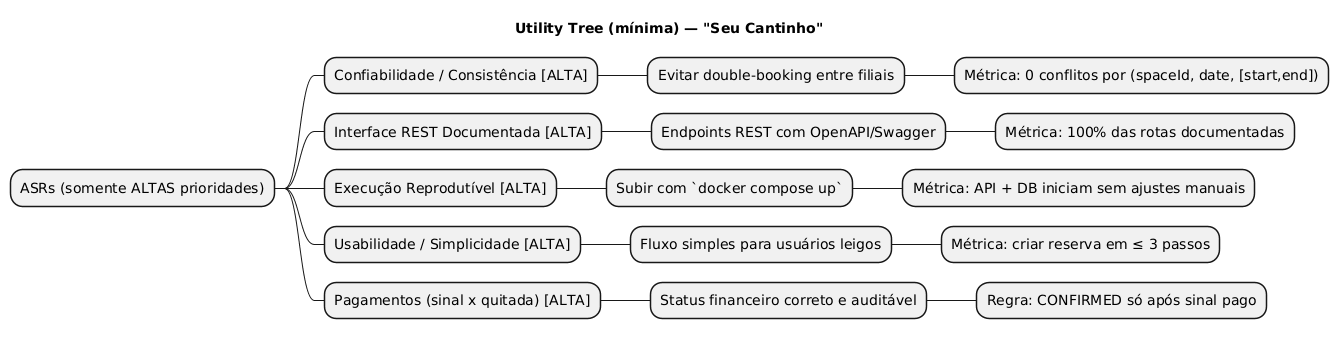 Utility Tree (mínima) — "Seu Cantinho"
ASRs (somente ALTAS prioridades)
Confiabilidade / Consistência [ALTA]
Evitar double-booking entre filiais
Métrica: 0 conflitos por (spaceId, date, [start,end])
Interface REST Documentada [ALTA]
Endpoints REST com OpenAPI/Swagger
Métrica: 100% das rotas documentadas
Execução Reprodutível [ALTA]
Subir com `docker compose up`
Métrica: API + DB iniciam sem ajustes manuais
Usabilidade / Simplicidade [ALTA]
Fluxo simples para usuários leigos
Métrica: criar reserva em ≤ 3 passos
Pagamentos (sinal x quitada) [ALTA]
Status financeiro correto e auditável
Regra: CONFIRMED só após sinal pago